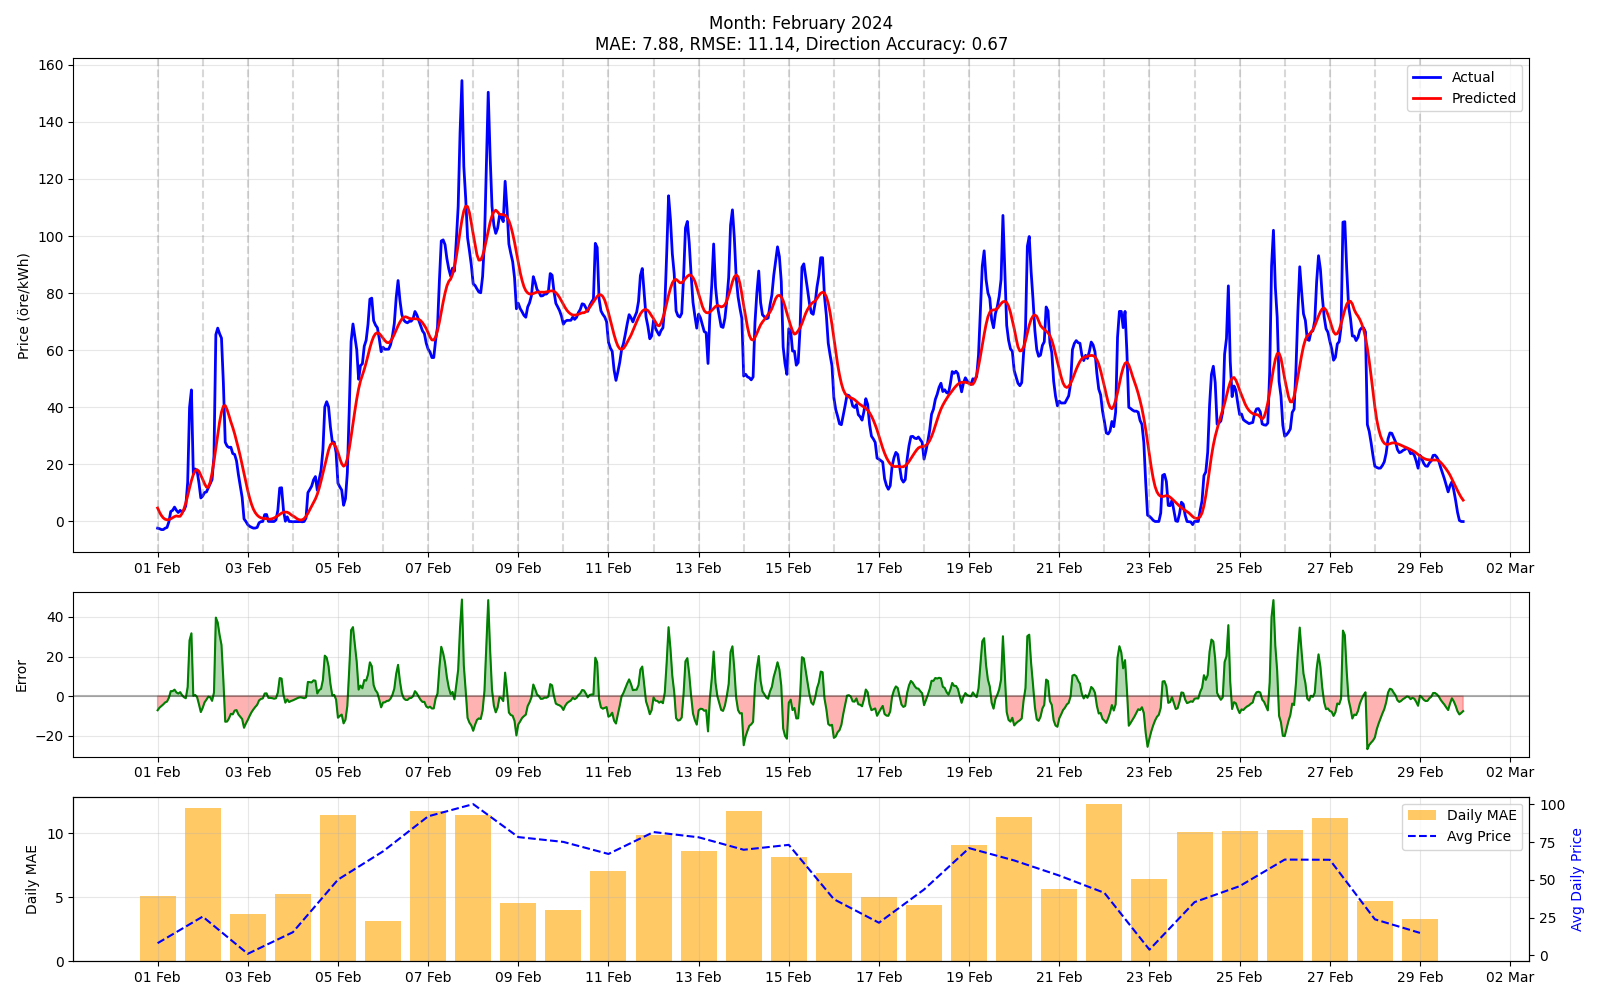 Month: February 2024
MAE: 7.88, RMSE: 11.14, Direction Accuracy: 0.67
Price (öre/kWh)
160
140
120
100
80
60
40
20
0
Actual
Predicted
01 Feb 03 Feb 05 Feb 07 Feb 09 Feb 11 Feb 13 Feb 15 Feb 17 Feb 19 Feb 21 Feb 23 Feb 25 Feb 27 Feb 29 Feb 02 Mar
Error
40
20
0
−20
01 Feb 03 Feb 05 Feb 07 Feb 09 Feb 11 Feb 13 Feb 15 Feb 17 Feb 19 Feb 21 Feb 23 Feb 25 Feb 27 Feb 29 Feb 02 Mar
Daily MAE
10
5
0
Daily MAE
Avg Price
100
75
50
25
0
Avg Daily Price
01 Feb 03 Feb 05 Feb 07 Feb 09 Feb 11 Feb 13 Feb 15 Feb 17 Feb 19 Feb 21 Feb 23 Feb 25 Feb 27 Feb 29 Feb 02 Mar